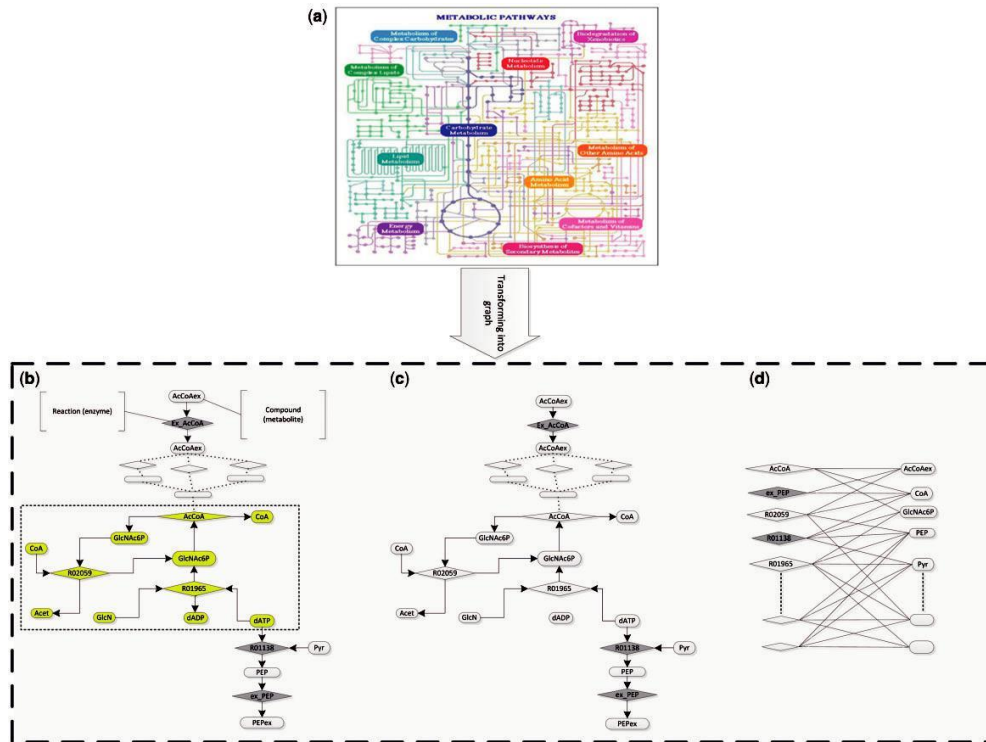 (a)
METABOLIC PATHWAYS
Metabolism of
Complex Carbohydrates
Biodegradation of
Xenobiotics
Nucleotide
Metabolism
Metabolism of
Complex Lipids
Carbohydrate
Metabolism
Lipid
Metabolism
Metabolism of
Other Amino Acids
Amino Acid
Metabolism
Energy
Metabolism
Metabolism of
Cofactors and Vitamins
Biosynthesis of
Secondary Metabolites
Transforming into
graph
(b)
AcCoAex
Reaction (enzyme)
Compound
(metabolite)
Ex_AcCoA
AcCoAex
AcCoA
CoA
GlcNAc6P
CoA
GlcNAc6P
R02059
R01965
Acet
GlcN
dADP
dATP
R01138
Pyr
PEP
ex_PEP
PEPex
(c)
AcCoAex
Ex_AcCoA
AcCoAex
AcCoA
CoA
GlcNAc6P
CoA
GlcNAc6P
R02059
R01965
Acet
GlcN
dADP
dATP
R01138
Pyr
PEP
ex_PEP
PEPex
(d)
AcCoA
AcCoAex
ex_PEP
CoA
R02059
GlcNAc6P
R01138
PEP
R01965
Pyr